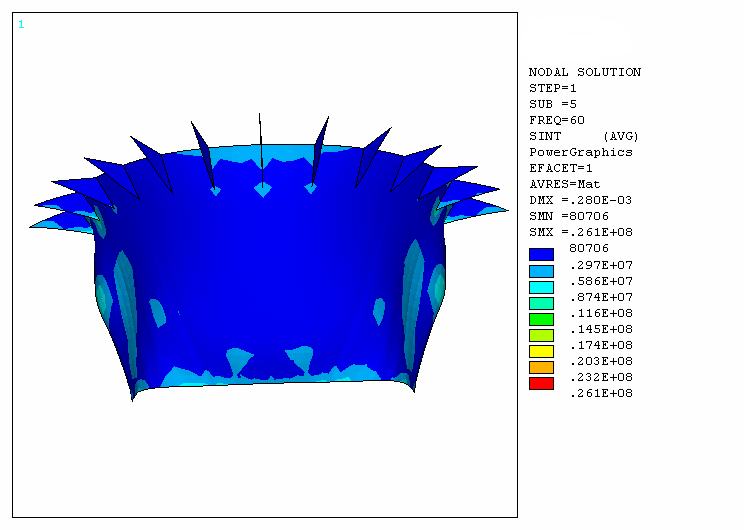 1
NODAL SOLUTION
STEP=1
SUB =5
FREQ=60
SINT (AVG)
PowerGraphics
EFACET=1
AVRES=Mat
DMX =.280E-03
SMN =80706
SMX =.261E+08
80706
.297E+07
.586E+07
.874E+07
.116E+08
.145E+08
.174E+08
.203E+08
.232E+08
.261E+08